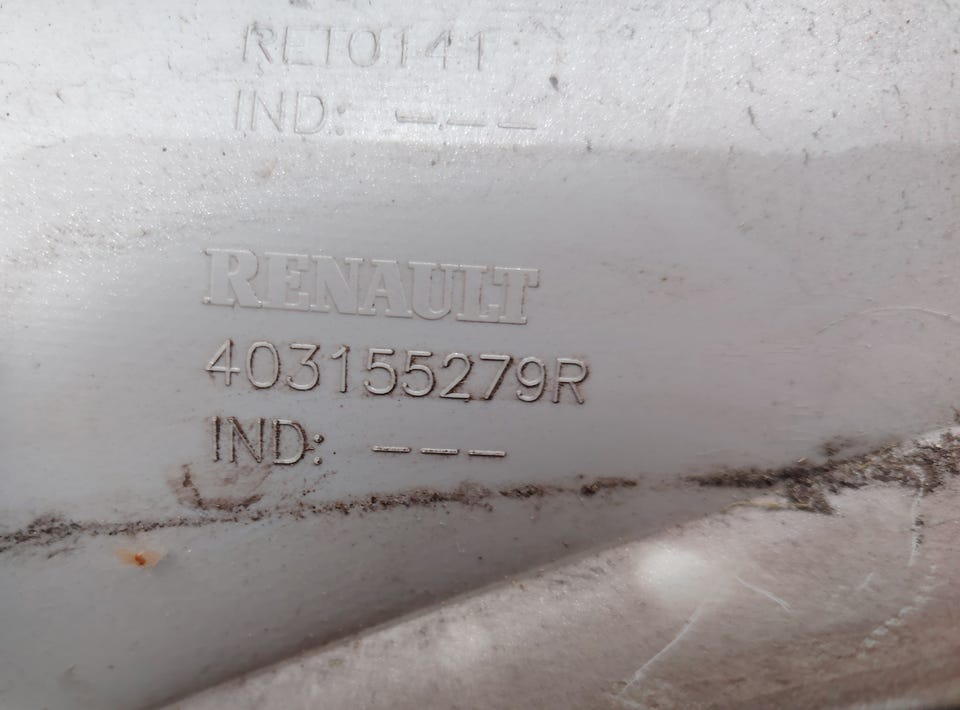 RET0141
IND: ---
RENAULT
403155279R
IND: ---